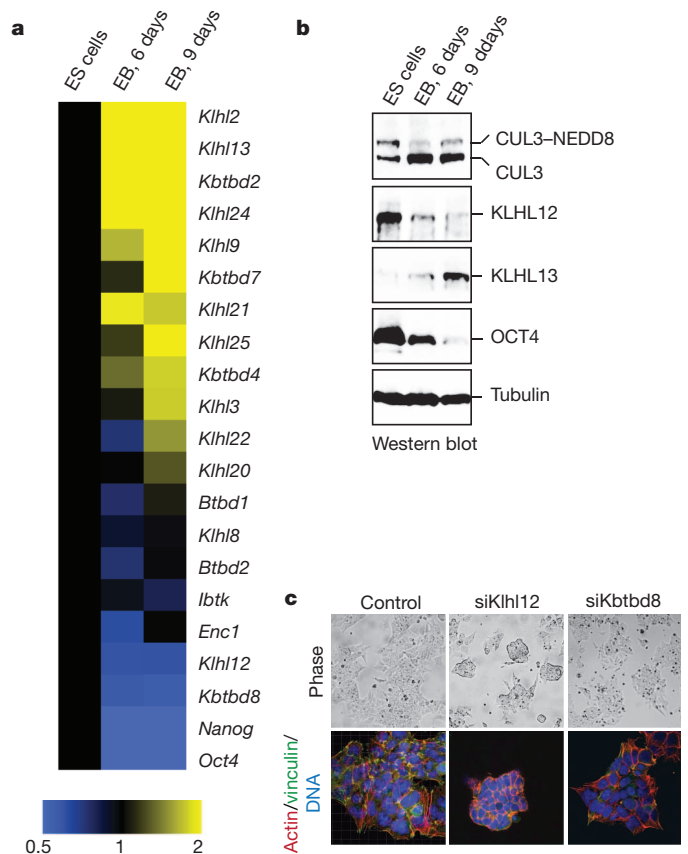 a
ES cells
EB, 6 days
EB, 9 days
Klhl2
Klhl13
Kbtbd2
Klhl24
Klhl9
Kbtbd7
Klhl21
Klhl25
Kbtbd4
Klhl3
Klhl22
Klhl20
Btbd1
Klhl8
Btbd2
Ibtk
Enc1
Klhl12
Kbtbd8
Nanog
Oct4
0.5 1 2
b
ES cells
EB, 6 days
EB, 9 ddays
CUL3–NEDD8
CUL3
KLHL12
KLHL13
OCT4
Tubulin
Western blot
c
Control siKlhl12 siKbtbd8
Phase
Actin/vinculin/
DNA